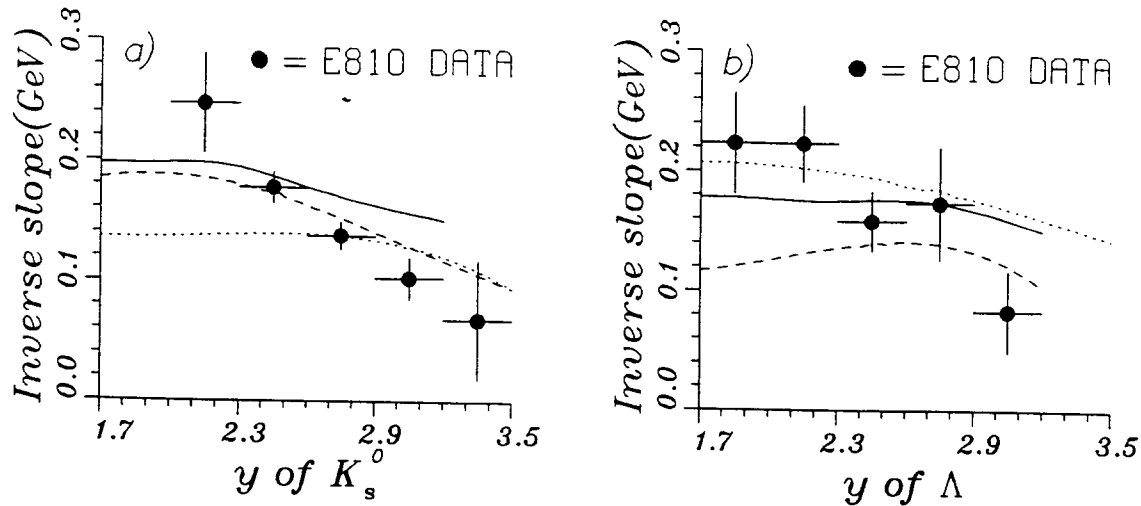 a)
● = E810 DATA
Inverse slope(GeV)
0.3
0.2
0.1
0.0
1.7 2.3 2.9 3.5
y of K_s^0
b)
● = E810 DATA
Inverse slope(GeV)
0.3
0.2
0.1
0.0
1.7 2.3 2.9 3.5
y of Λ